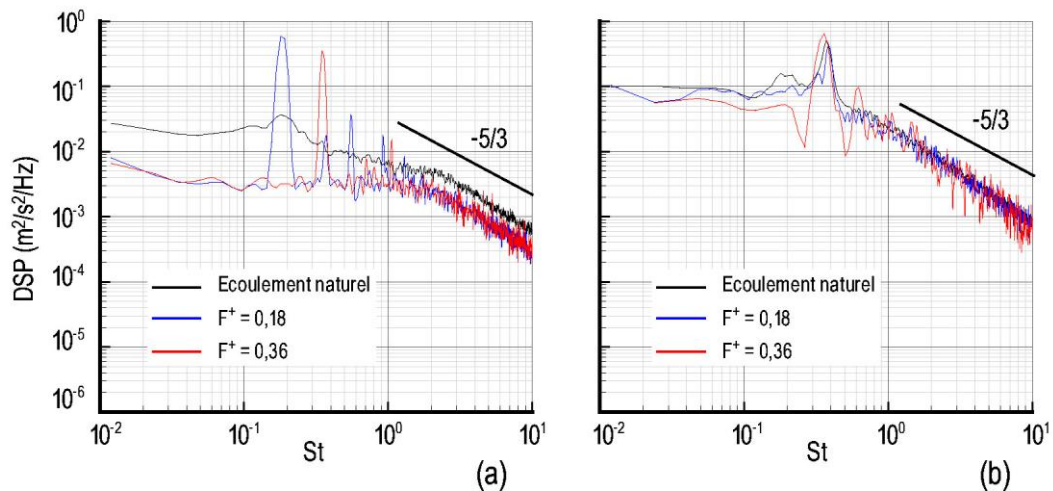 10^0
10^-1
10^-2
10^-3
10^-4
10^-5
10^-6
DSP (m²/s²/Hz)
-5/3
Ecoulement naturel
F⁺ = 0,18
F⁺ = 0,36
10^-2
10^-1
10^0
10^1
St
(a)
-5/3
Ecoulement naturel
F⁺ = 0,18
F⁺ = 0,36
10^-2
10^-1
10^0
10^1
St
(b)